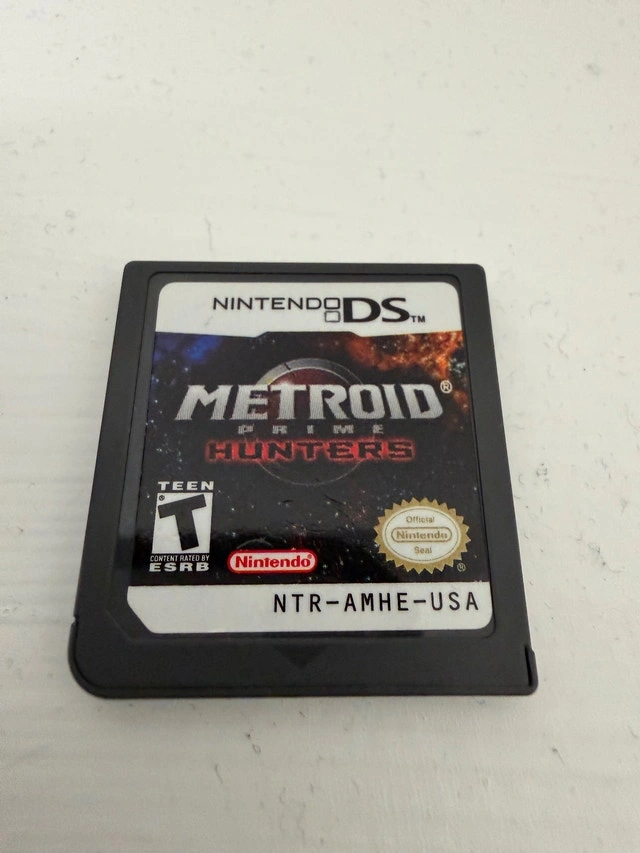 NINTENDO DS™
METROID®
PRIME
HUNTERS
TEEN
T
CONTENT RATED BY
ESRB
Nintendo®
Official
Nintendo
Seal
®
NTR-AMHE-USA